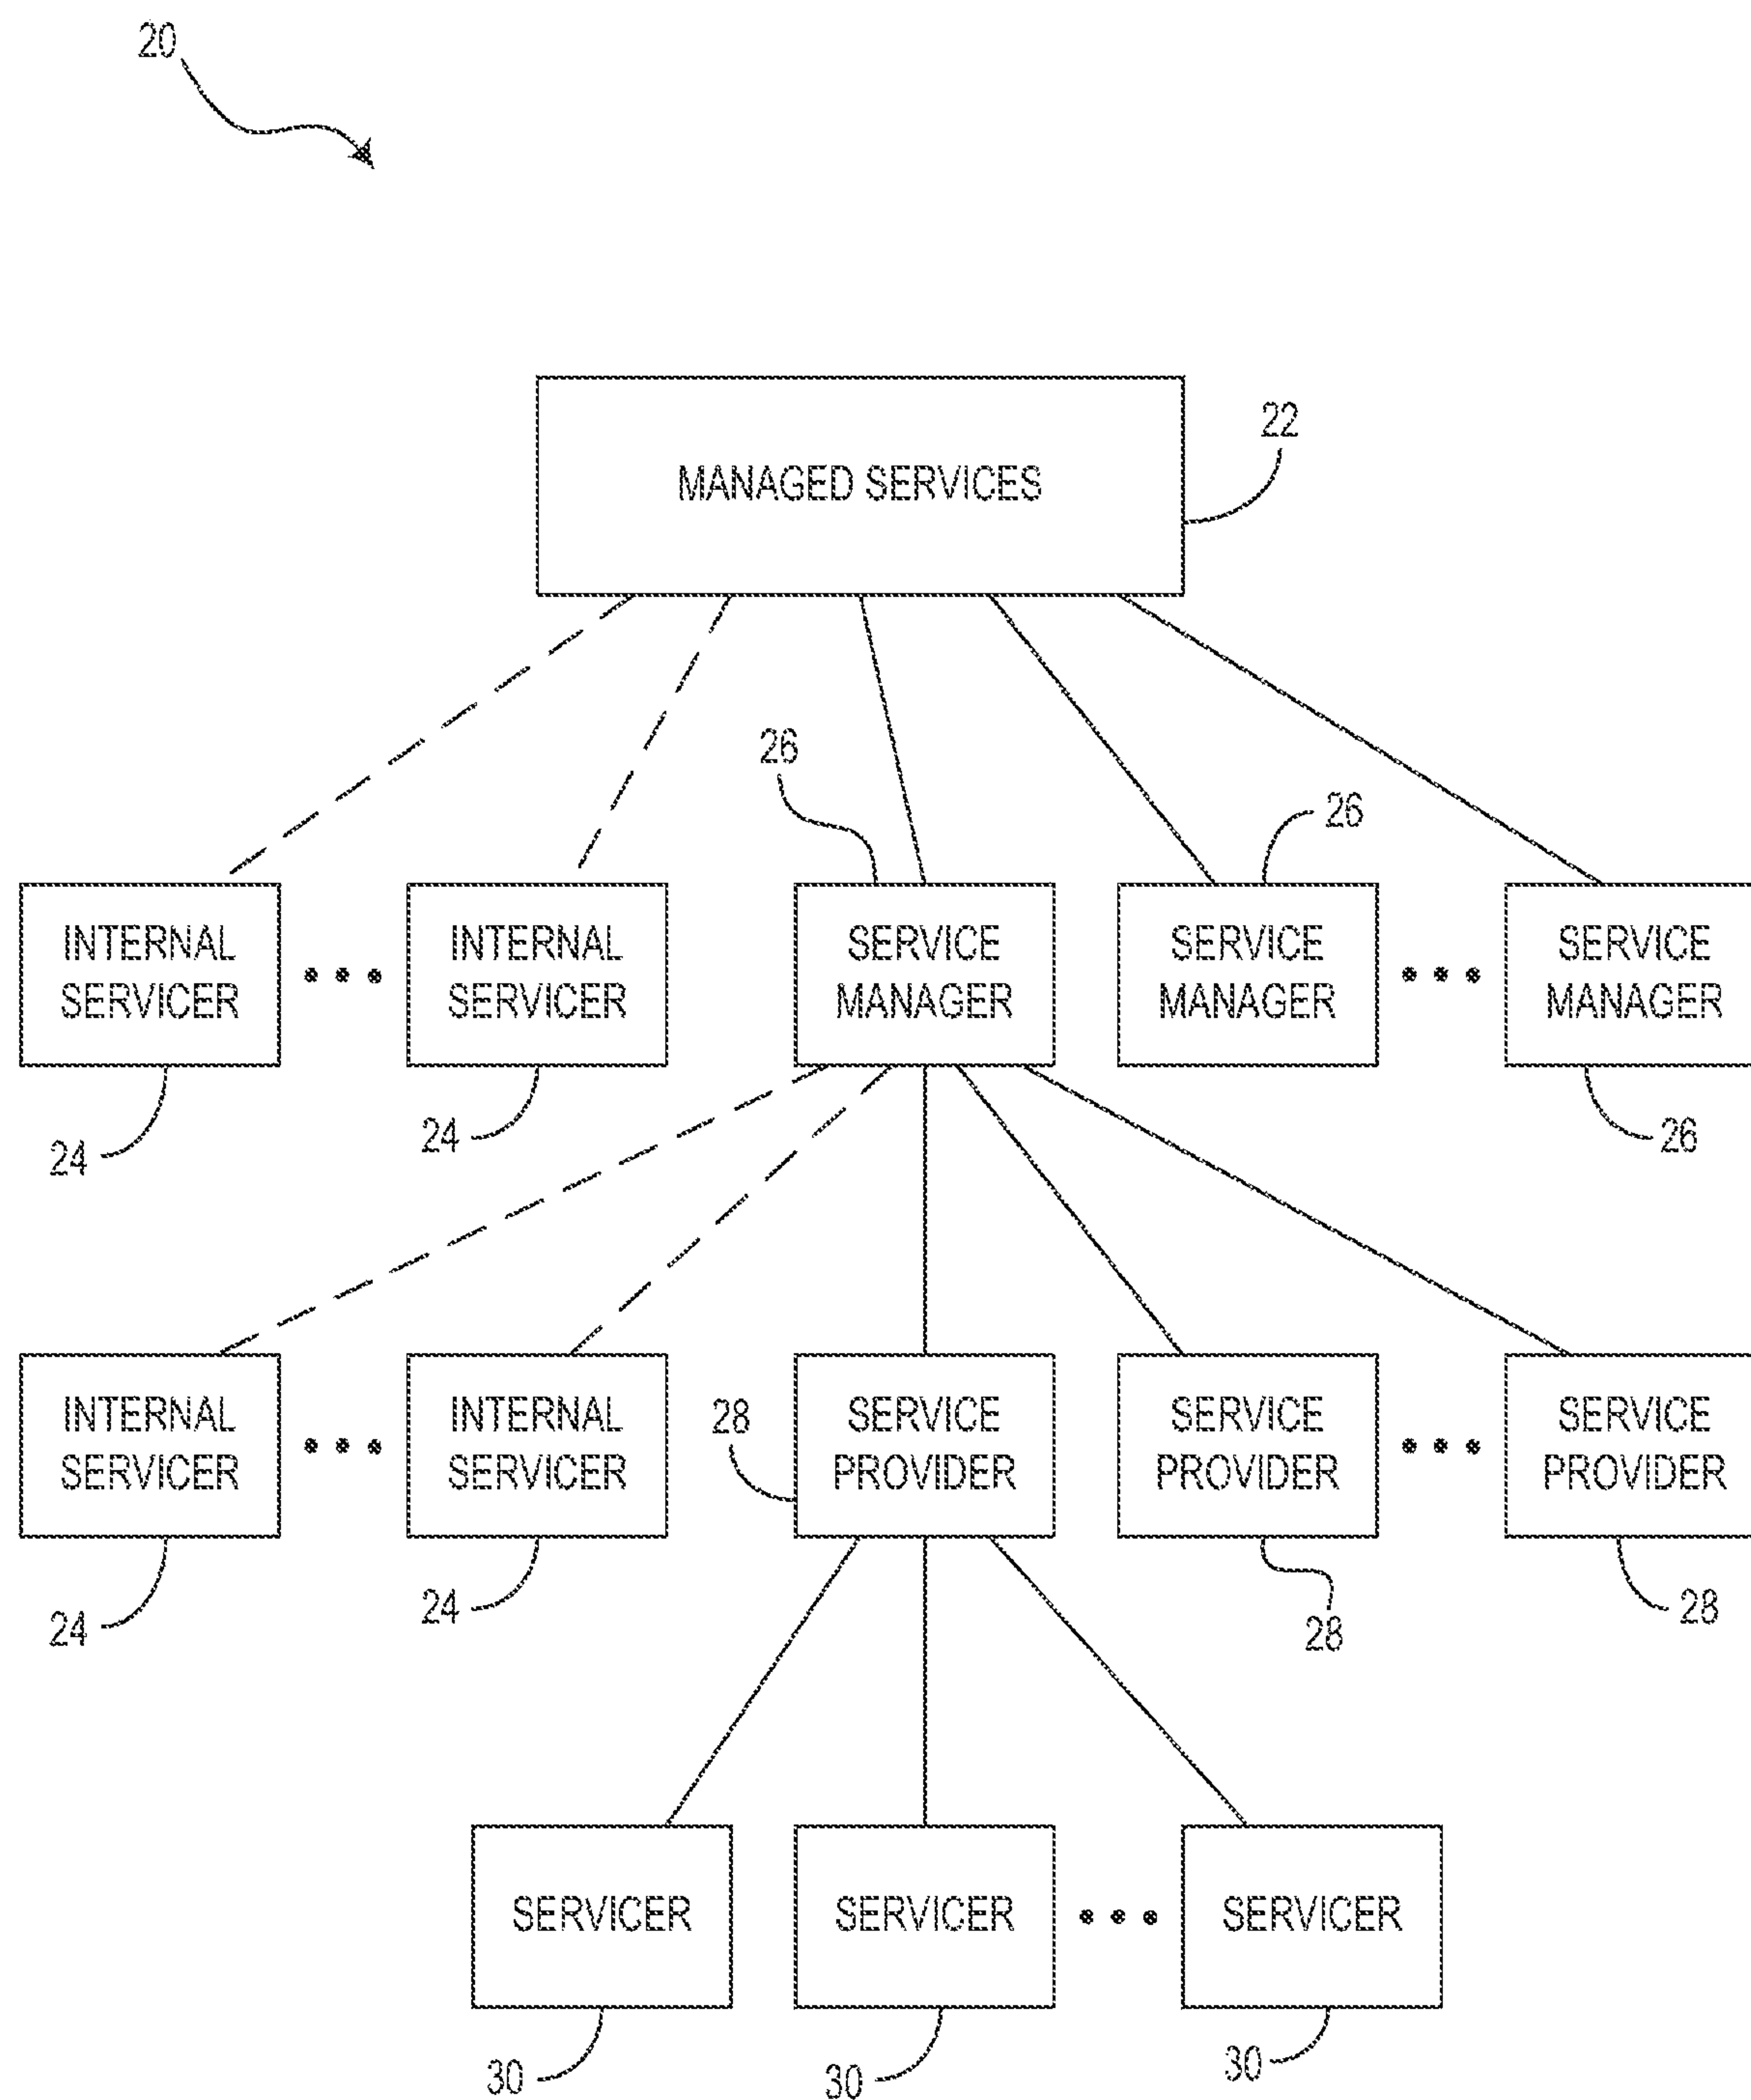 20
MANAGED SERVICES
22
26
26
INTERNAL
SERVICER
INTERNAL
SERVICER
SERVICE
MANAGER
SERVICE
MANAGER
SERVICE
MANAGER
24
24
26
INTERNAL
SERVICER
INTERNAL
SERVICER
28
SERVICE
PROVIDER
SERVICE
PROVIDER
SERVICE
PROVIDER
24
24
28
28
SERVICER
SERVICER
SERVICER
30
30
30